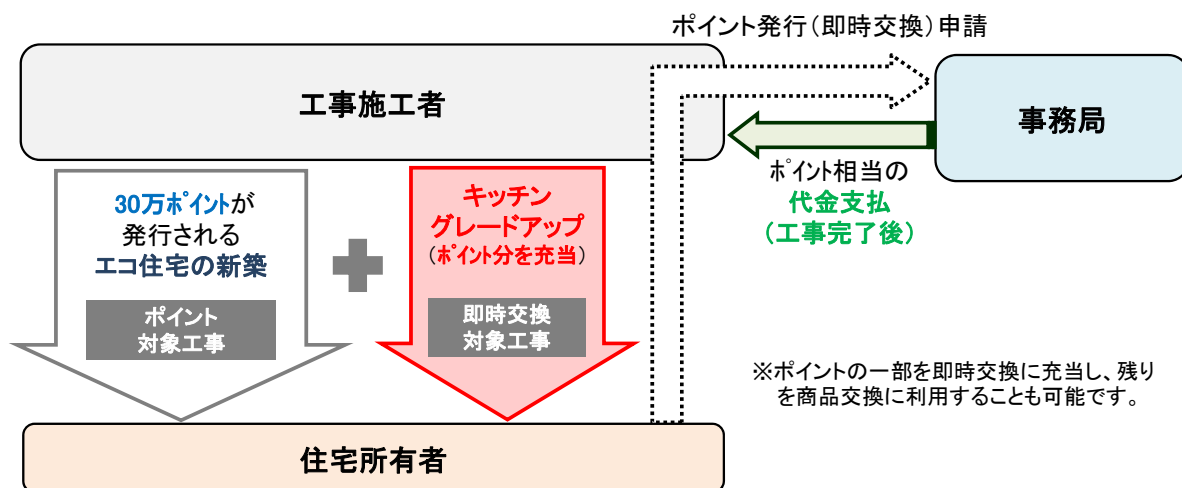 ポイント発行(即時交換)申請
工事施工者
事務局
ポイント相当の
代金支払
(工事完了後)
30万ポイントが
発行される
エコ住宅の新築
ポイント
対象工事
キッチン
グレードアップ
(ポイント分を充当)
即時交換
対象工事
※ポイントの一部を即時交換に充当し、残り
を商品交換に利用することも可能です。
住宅所有者